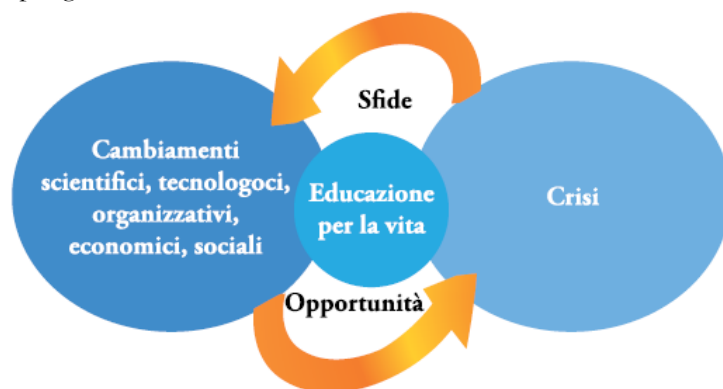 Sfide
Cambiamenti
scientifici, tecnologoci,
organizzativi,
economici, sociali
Educazione
per la vita
Crisi
Opportunità